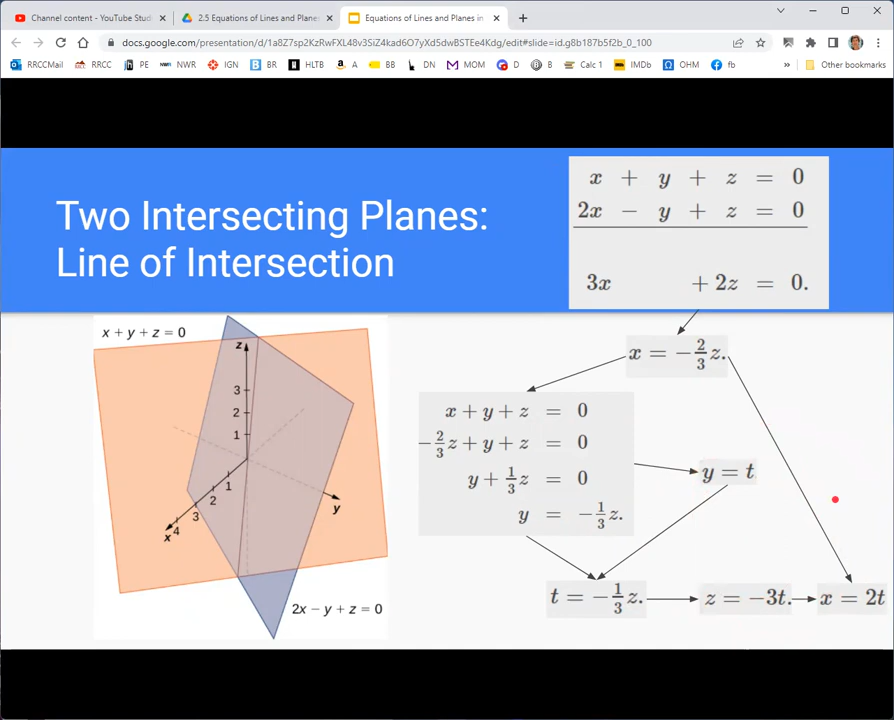 Channel content - YouTube Stud
2.5 Equations of Lines and Planes
Equations of Lines and Planes in
docs.google.com/presentation/d/1a8Z7sp2KzRwFXL48v3SiZ4kad6O7yXd5dwBSTEe4Kdg/edit#slide=id.g8b187b5f2b_0_100
RRCCMail RRCC PE NWR IGN BR HLTB A BB DN MOM D B Calc 1 IMDb OHM fb » Other bookmarks
Two Intersecting Planes:
Line of Intersection
x + y + z = 0
2x − y + z = 0
3x + 2z = 0.
x + y + z = 0
z
3
2
1
1
2
3
4
x
y
2x − y + z = 0
x = −2/3 z.
x + y + z = 0
−2/3 z + y + z = 0
y + 1/3 z = 0
y = −1/3 z.
y = t
t = −1/3 z.
z = −3t.
x = 2t